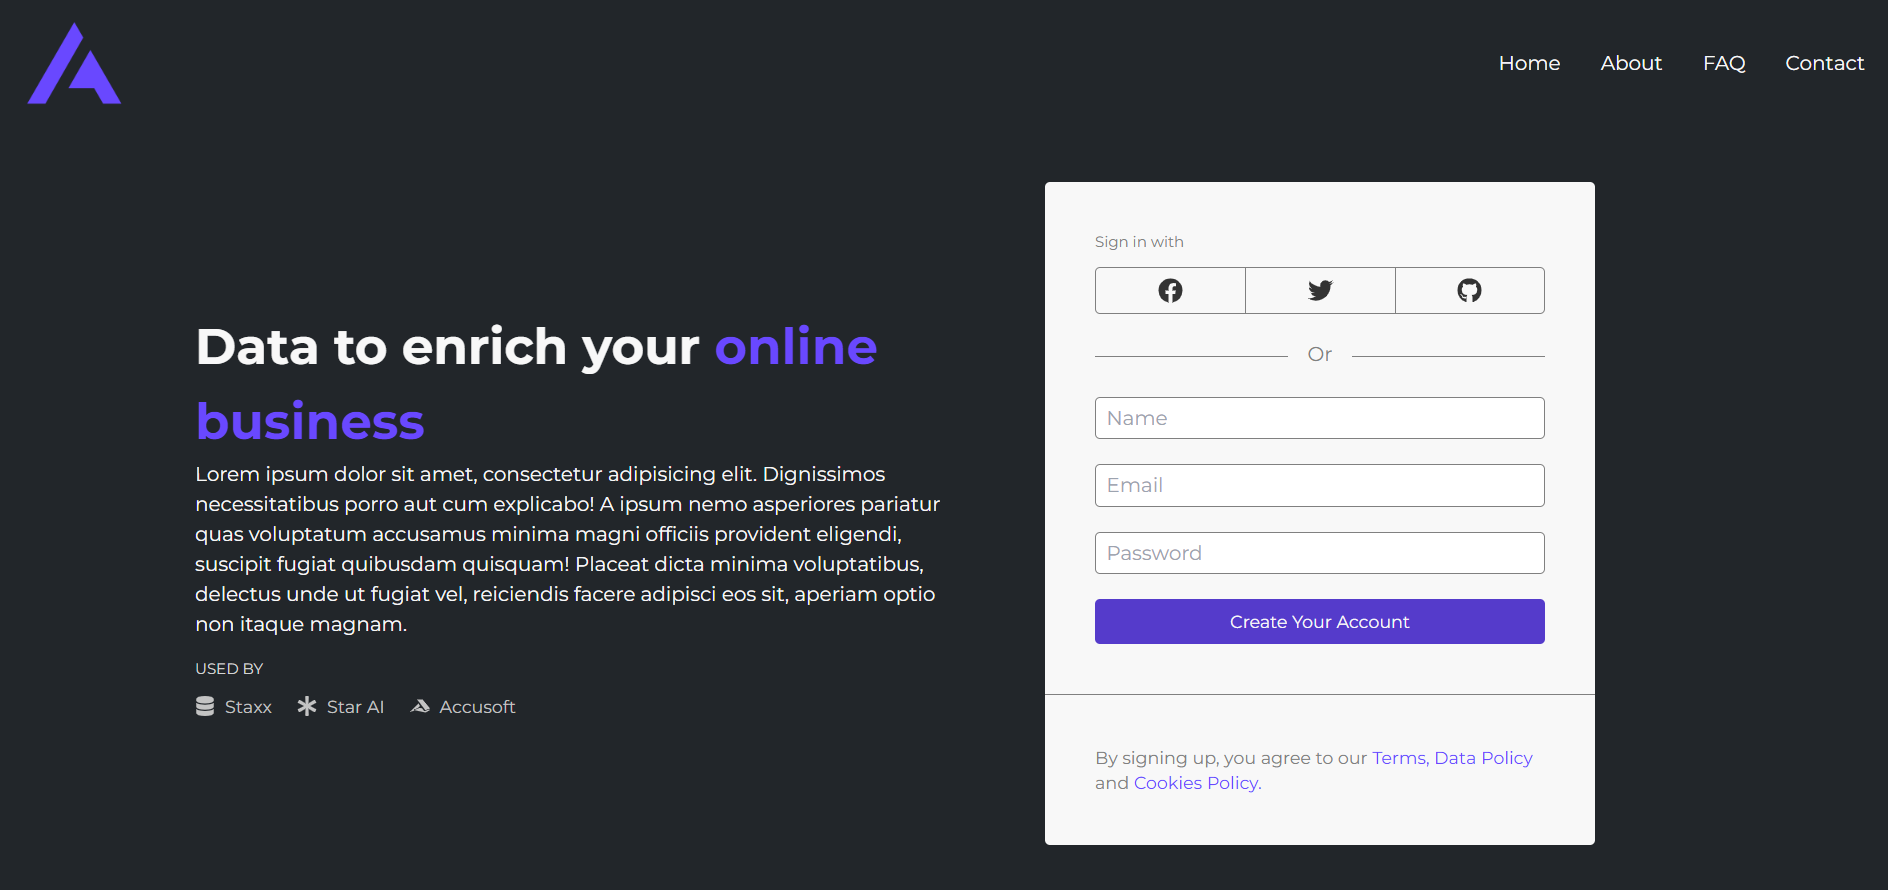 Home About FAQ Contact
Data to enrich your online
business
Lorem ipsum dolor sit amet, consectetur adipisicing elit. Dignissimos
necessitatibus porro aut cum explicabo! A ipsum nemo asperiores pariatur
quas voluptatum accusamus minima magni officiis provident eligendi,
suscipit fugiat quibusdam quisquam! Placeat dicta minima voluptatibus,
delectus unde ut fugiat vel, reiciendis facere adipisci eos sit, aperiam optio
non itaque magnam.
USED BY
Staxx Star AI Accusoft
Sign in with
Or
Name
Email
Password
Create Your Account
By signing up, you agree to our Terms, Data Policy
and Cookies Policy.